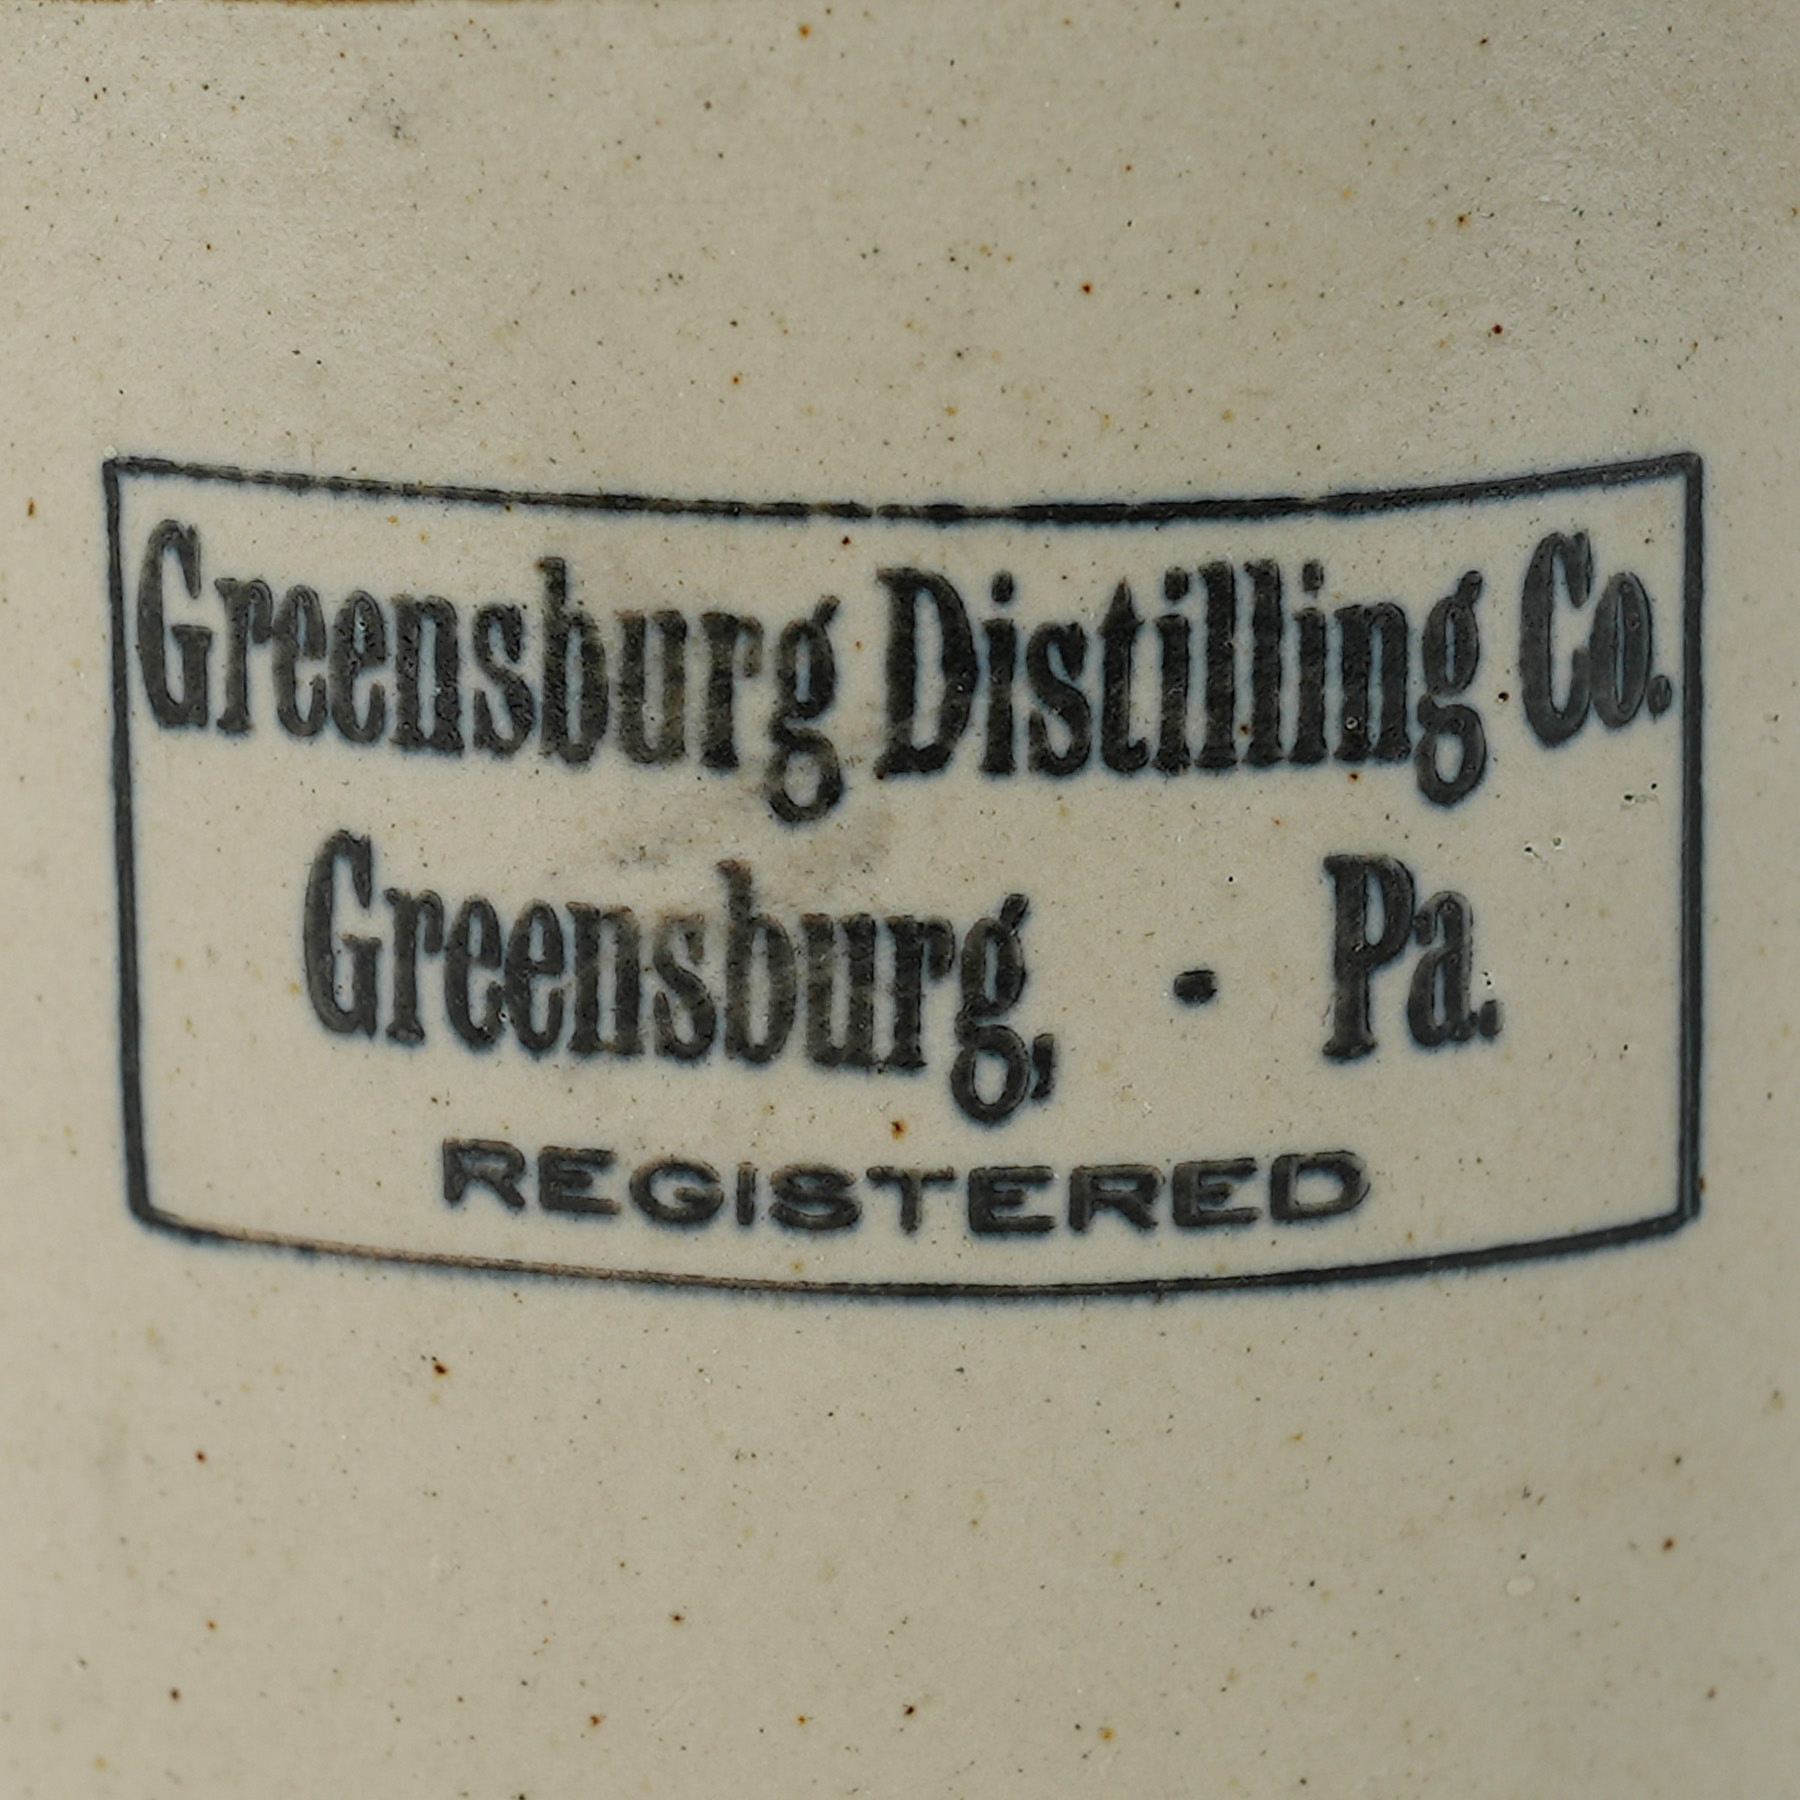 Greensburg Distilling Co.
Greensburg, · Pa.
REGISTERED